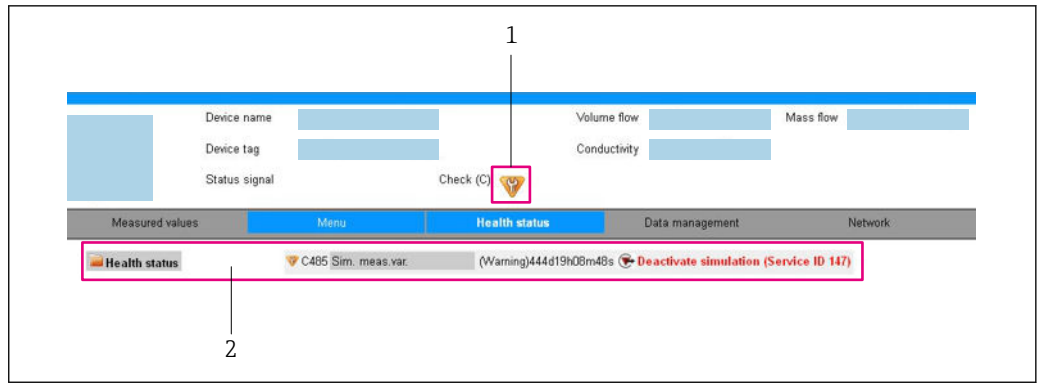 1
Device name Volume flow Mass flow
Device tag Conductivity
Status signal Check (C)
Measured values Menu Health status Data management Network
Health status C485 Sim. meas.var. (Warning)444d19h08m48s Deactivate simulation (Service ID 147)
2